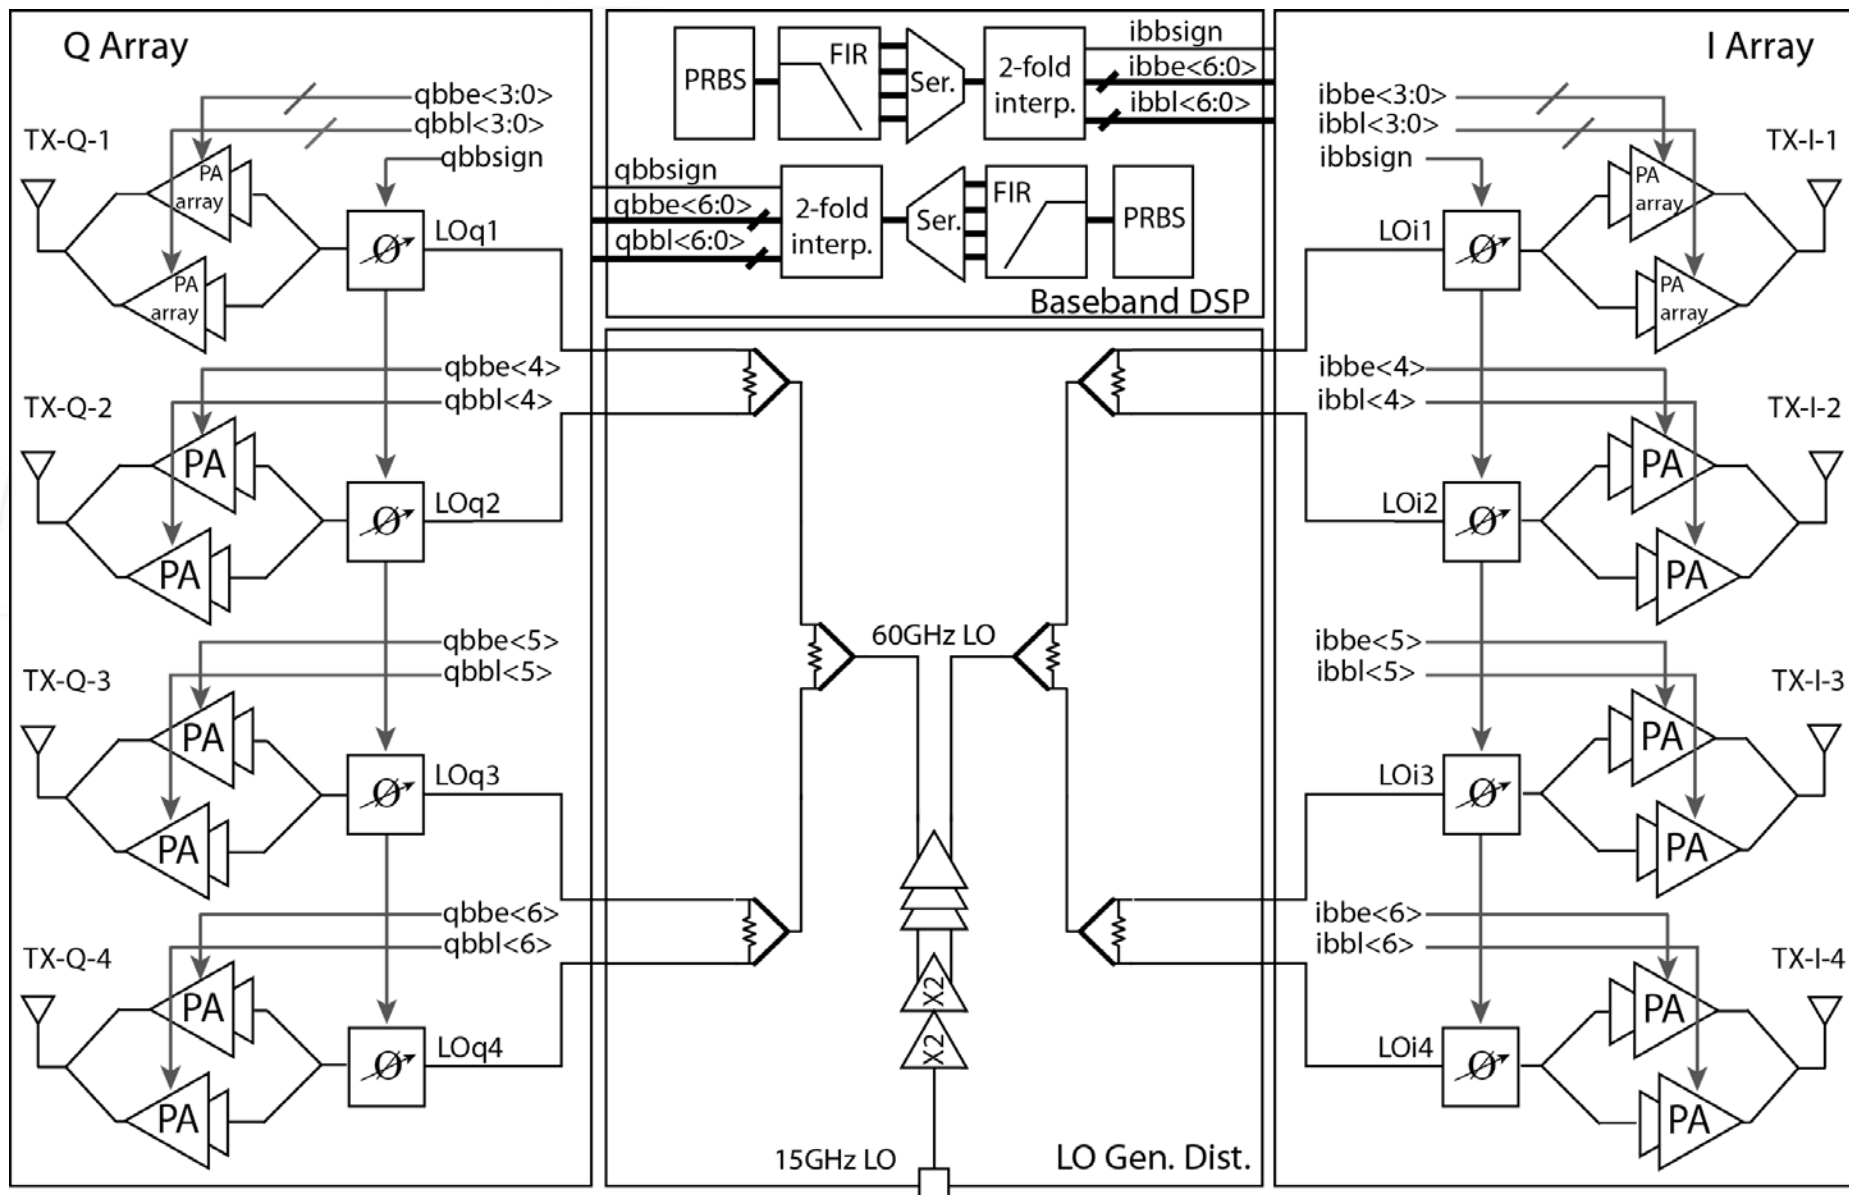 Q Array
qbbe<3:0>
qbbl<3:0>
qbbsign
TX-Q-1
PA
array
PA
array
LOq1
qbbe<4>
qbbl<4>
TX-Q-2
PA
PA
LOq2
qbbe<5>
qbbl<5>
TX-Q-3
PA
PA
LOq3
qbbe<6>
qbbl<6>
TX-Q-4
PA
PA
LOq4
PRBS
FIR
Ser.
2-fold
interp.
ibbsign
ibbe<6:0>
ibbl<6:0>
qbbsign
qbbe<6:0>
qbbl<6:0>
2-fold
interp.
Ser.
FIR
PRBS
Baseband DSP
60GHz LO
X2
X2
15GHz LO
LO Gen. Dist.
I Array
ibbe<3:0>
ibbl<3:0>
ibbsign
TX-I-1
PA
array
PA
array
LOi1
ibbe<4>
ibbl<4>
TX-I-2
PA
PA
LOi2
ibbe<5>
ibbl<5>
TX-I-3
PA
PA
LOi3
ibbe<6>
ibbl<6>
TX-I-4
PA
PA
LOi4
Ø
Ø
Ø
Ø
Ø
Ø
Ø
Ø